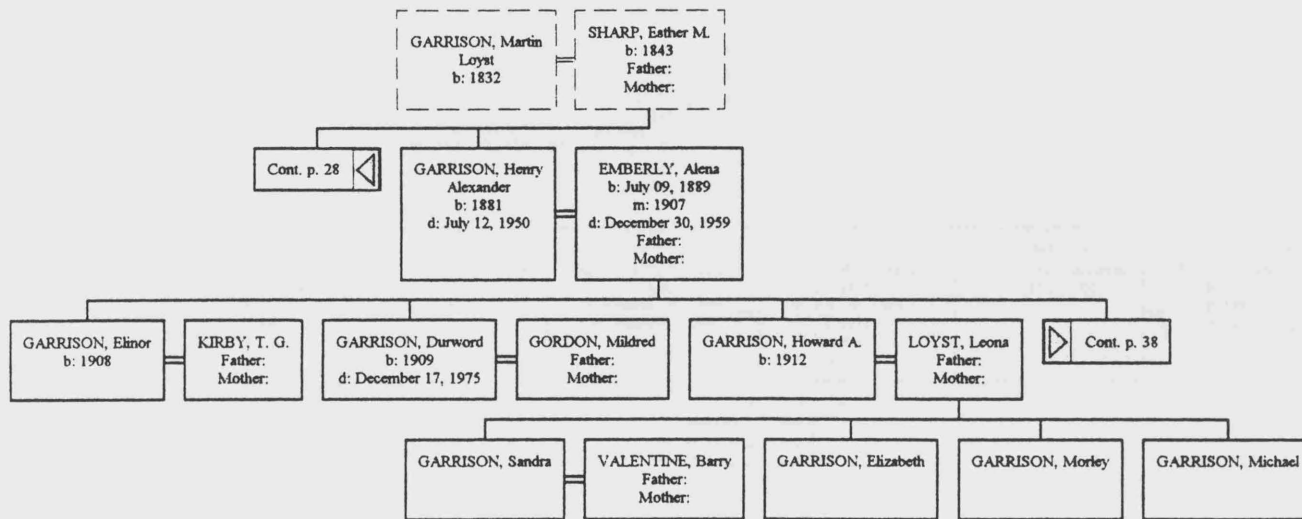 GARRISON, Martin
Loyst
b: 1832
SHARP, Esther M.
b: 1843
Father:
Mother:
Cont. p. 28
GARRISON, Henry
Alexander
b: 1881
d: July 12, 1950
EMBERLY, Alena
b: July 09, 1889
m: 1907
d: December 30, 1959
Father:
Mother:
GARRISON, Elinor
b: 1908
KIRBY, T. G.
Father:
Mother:
GARRISON, Durword
b: 1909
d: December 17, 1975
GORDON, Mildred
Father:
Mother:
GARRISON, Howard A.
b: 1912
LOYST, Leona
Father:
Mother:
Cont. p. 38
GARRISON, Sandra
VALENTINE, Barry
Father:
Mother:
GARRISON, Elizabeth
GARRISON, Morley
GARRISON, Michael